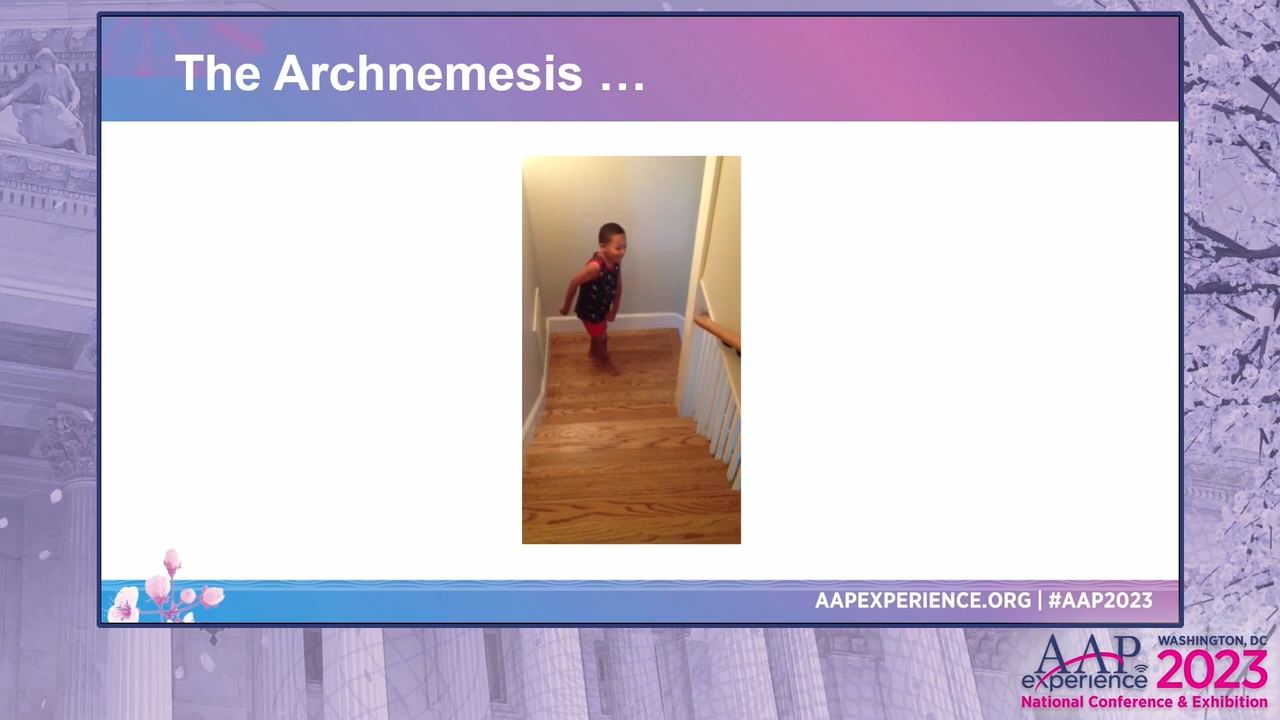 The Archnemesis …
AAPEXPERIENCE.ORG | #AAP2023
AAP
experience
WASHINGTON, DC
2023
National Conference & Exhibition